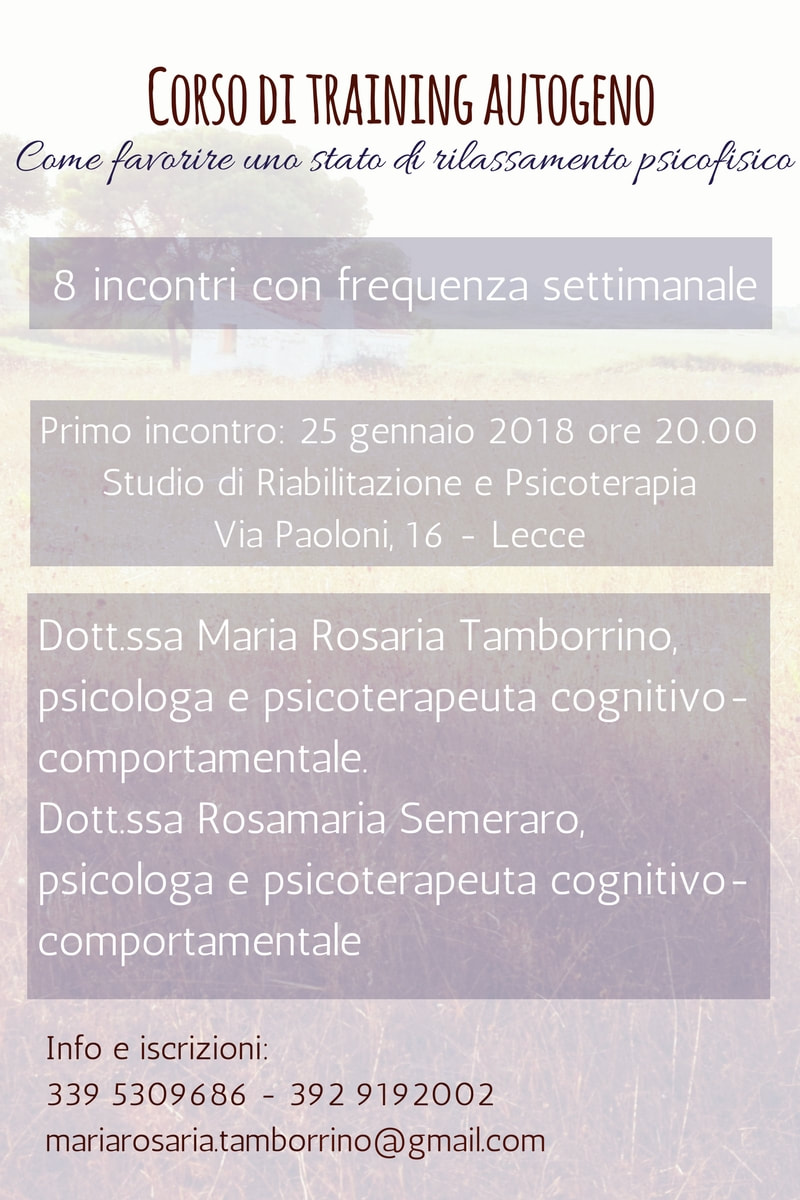 Corso di training autogeno
Come favorire uno stato di rilassamento psicofisico
8 incontri con frequenza settimanale
Primo incontro: 25 gennaio 2018 ore 20.00
Studio di Riabilitazione e Psicoterapia
Via Paoloni, 16 - Lecce
Dott.ssa Maria Rosaria Tamborrino,
psicologa e psicoterapeuta cognitivo-
comportamentale.
Dott.ssa Rosamaria Semeraro,
psicologa e psicoterapeuta cognitivo-
comportamentale
Info e iscrizioni:
339 5309686 - 392 9192002
mariarosaria.tamborrino@gmail.com